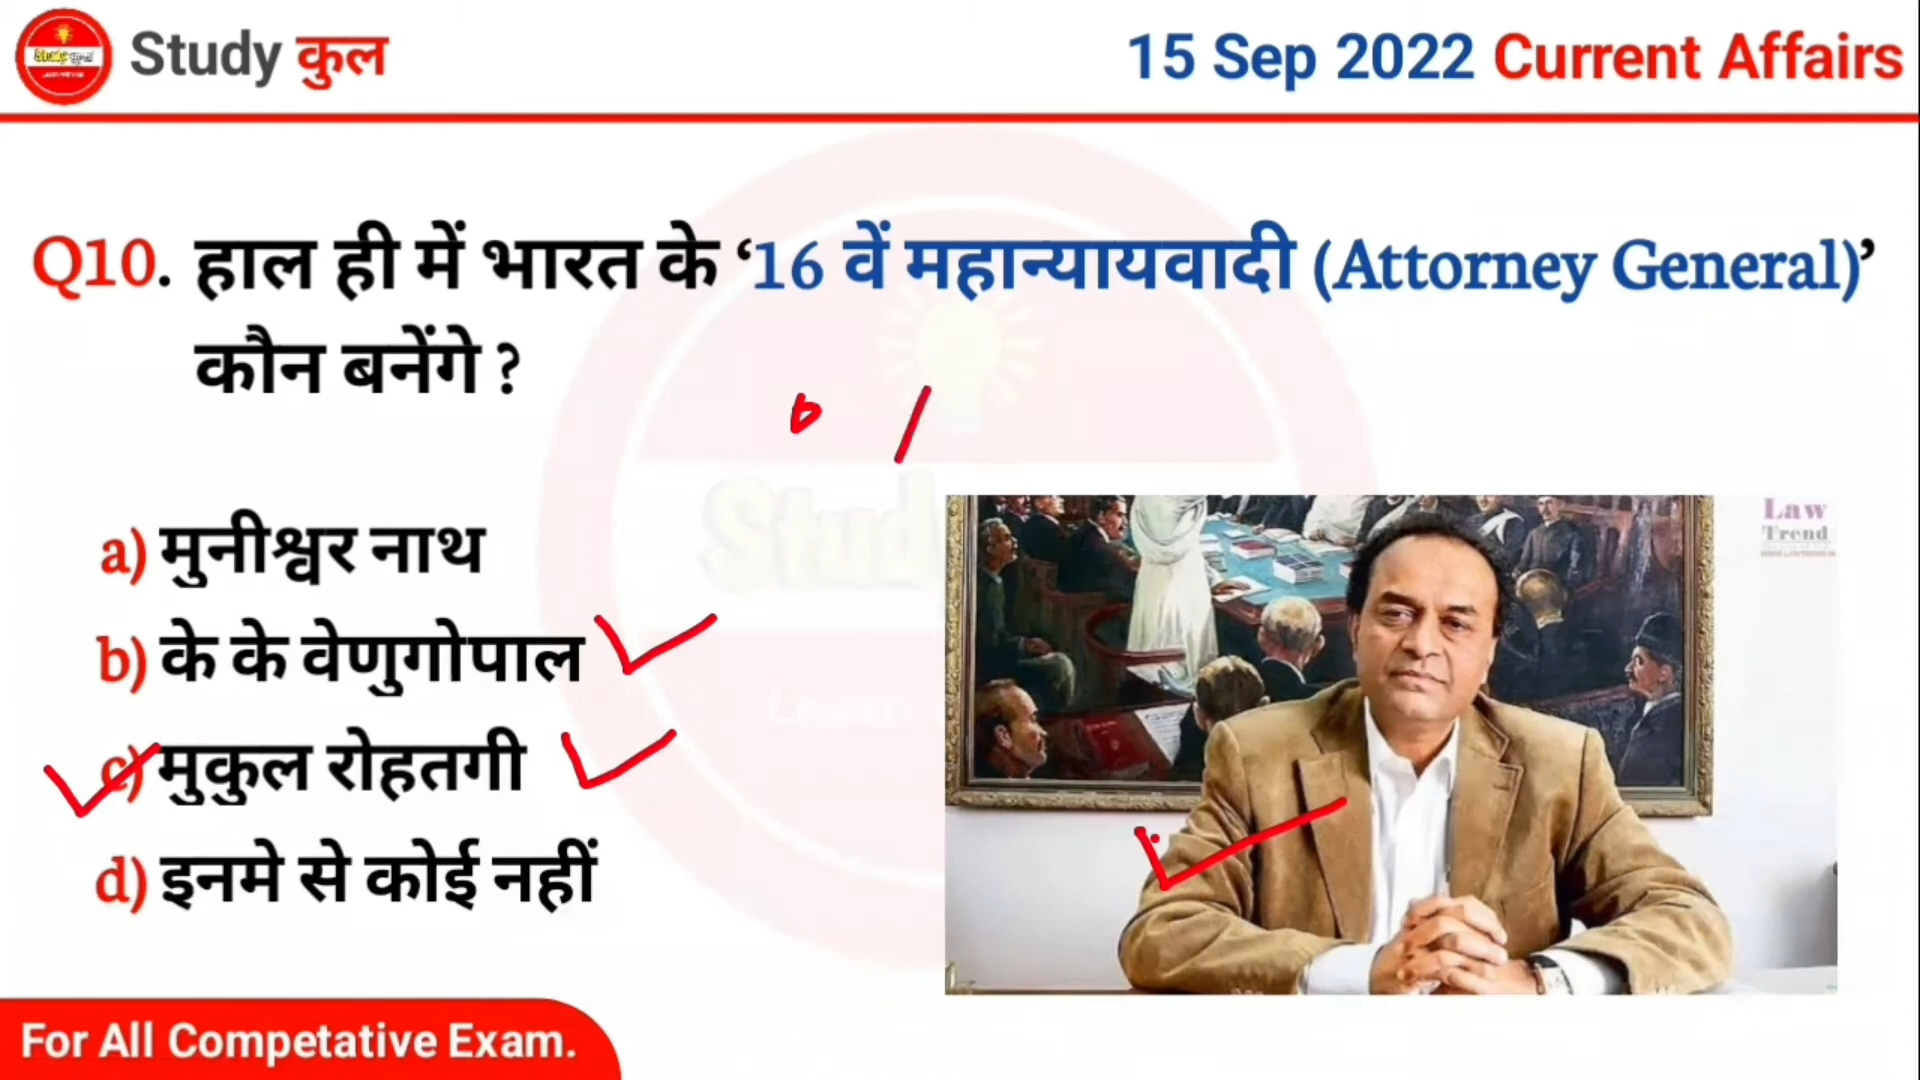 Study कुल
15 Sep 2022 Current Affairs
Q10. हाल ही में भारत के ‘16 वें महान्यायवादी (Attorney General)’
कौन बनेंगे ?
a) मुनीश्वर नाथ
b) के के वेणुगोपाल
c) मुकुल रोहतगी
d) इनमे से कोई नहीं
Law
Trend
For All Competative Exam.